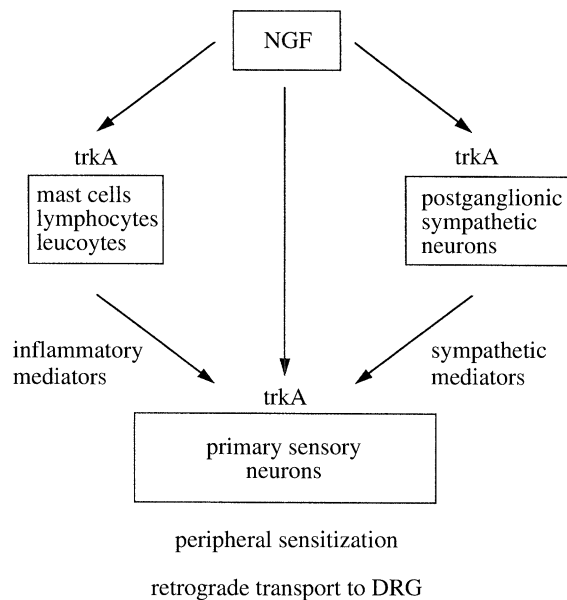 NGF
trkA
trkA
mast cells
lymphocytes
leucoytes
postganglionic
sympathetic
neurons
inflammatory
mediators
sympathetic
mediators
trkA
primary sensory
neurons
peripheral sensitization
retrograde transport to DRG